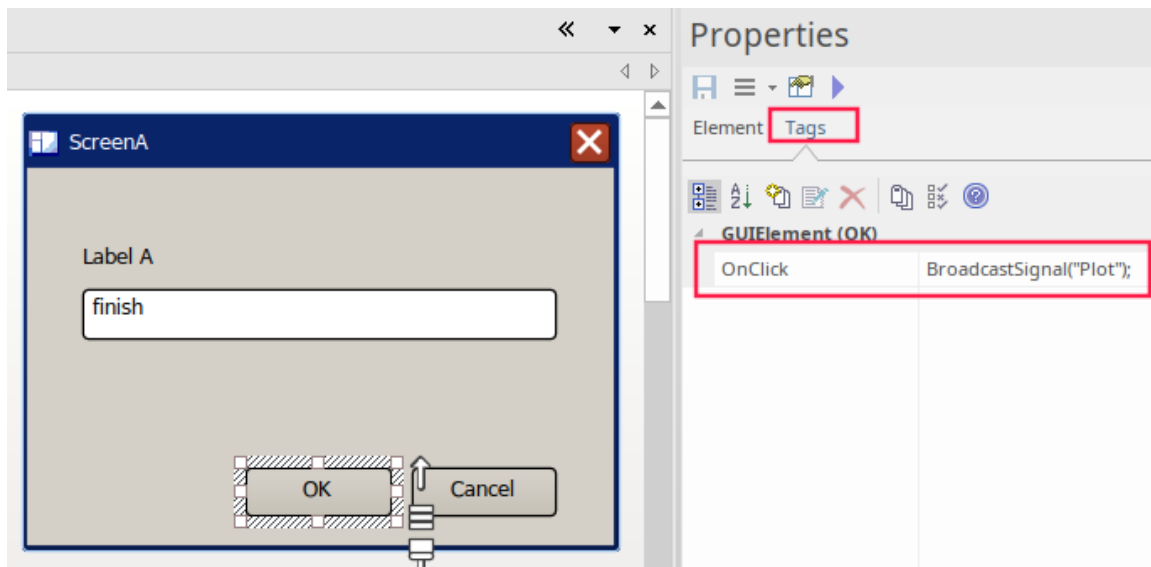 Properties
Element Tags
ScreenA
GUIElement (OK)
Label A
OnClick BroadcastSignal("Plot");
finish
OK Cancel